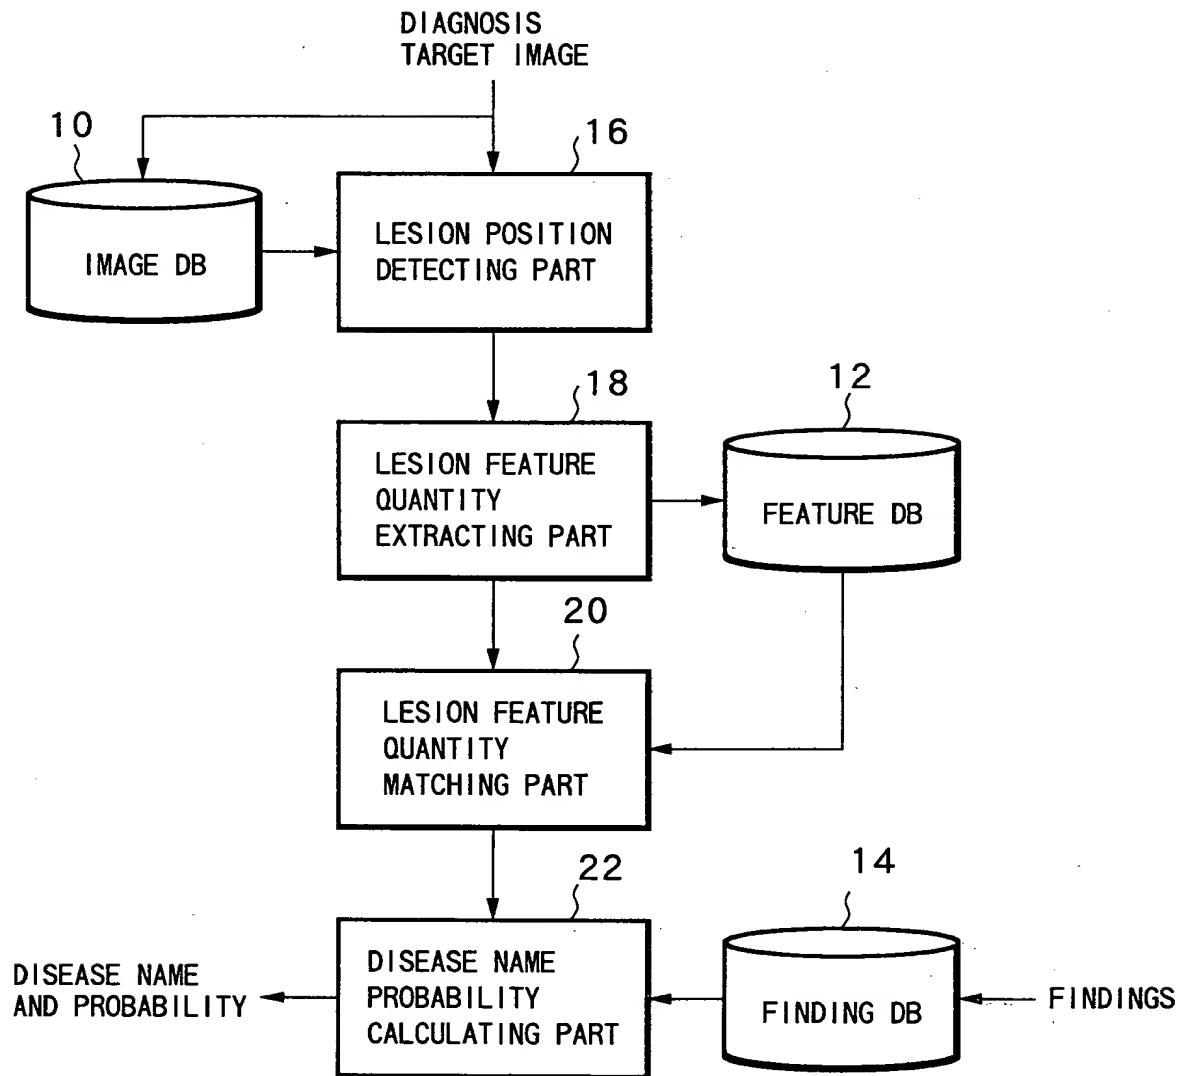 DIAGNOSIS
TARGET IMAGE
10
16
IMAGE DB
LESION POSITION
DETECTING PART
18
12
LESION FEATURE
QUANTITY
EXTRACTING PART
FEATURE DB
20
LESION FEATURE
QUANTITY
MATCHING PART
22
14
DISEASE NAME
AND PROBABILITY
DISEASE NAME
PROBABILITY
CALCULATING PART
FINDING DB
FINDINGS